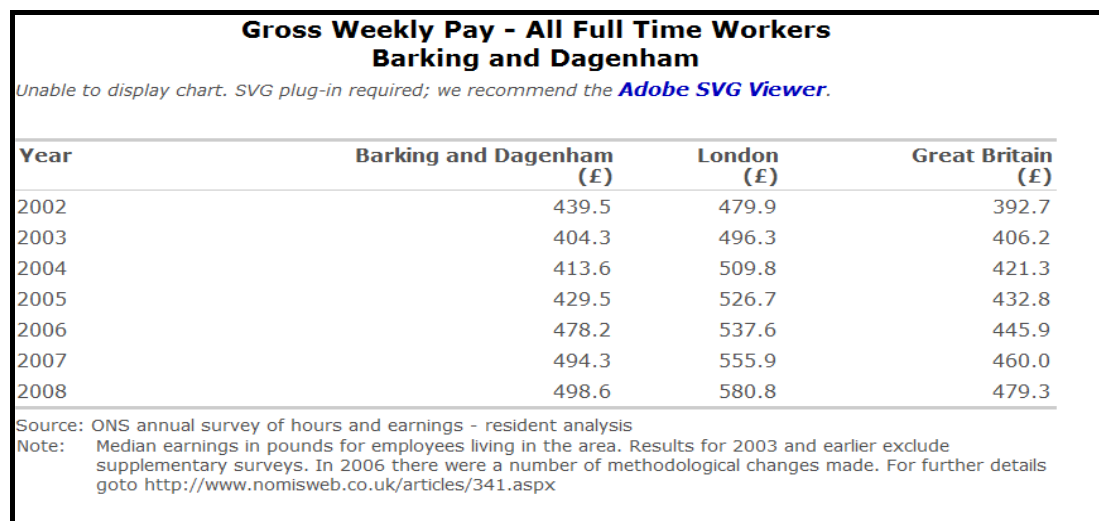 Gross Weekly Pay - All Full Time Workers
Barking and Dagenham
Unable to display chart. SVG plug-in required; we recommend the Adobe SVG Viewer.
Year Barking and Dagenham (£) London (£) Great Britain (£)
2002 439.5 479.9 392.7
2003 404.3 496.3 406.2
2004 413.6 509.8 421.3
2005 429.5 526.7 432.8
2006 478.2 537.6 445.9
2007 494.3 555.9 460.0
2008 498.6 580.8 479.3
Source: ONS annual survey of hours and earnings - resident analysis
Note: Median earnings in pounds for employees living in the area. Results for 2003 and earlier exclude
supplementary surveys. In 2006 there were a number of methodological changes made. For further details
goto http://www.nomisweb.co.uk/articles/341.aspx